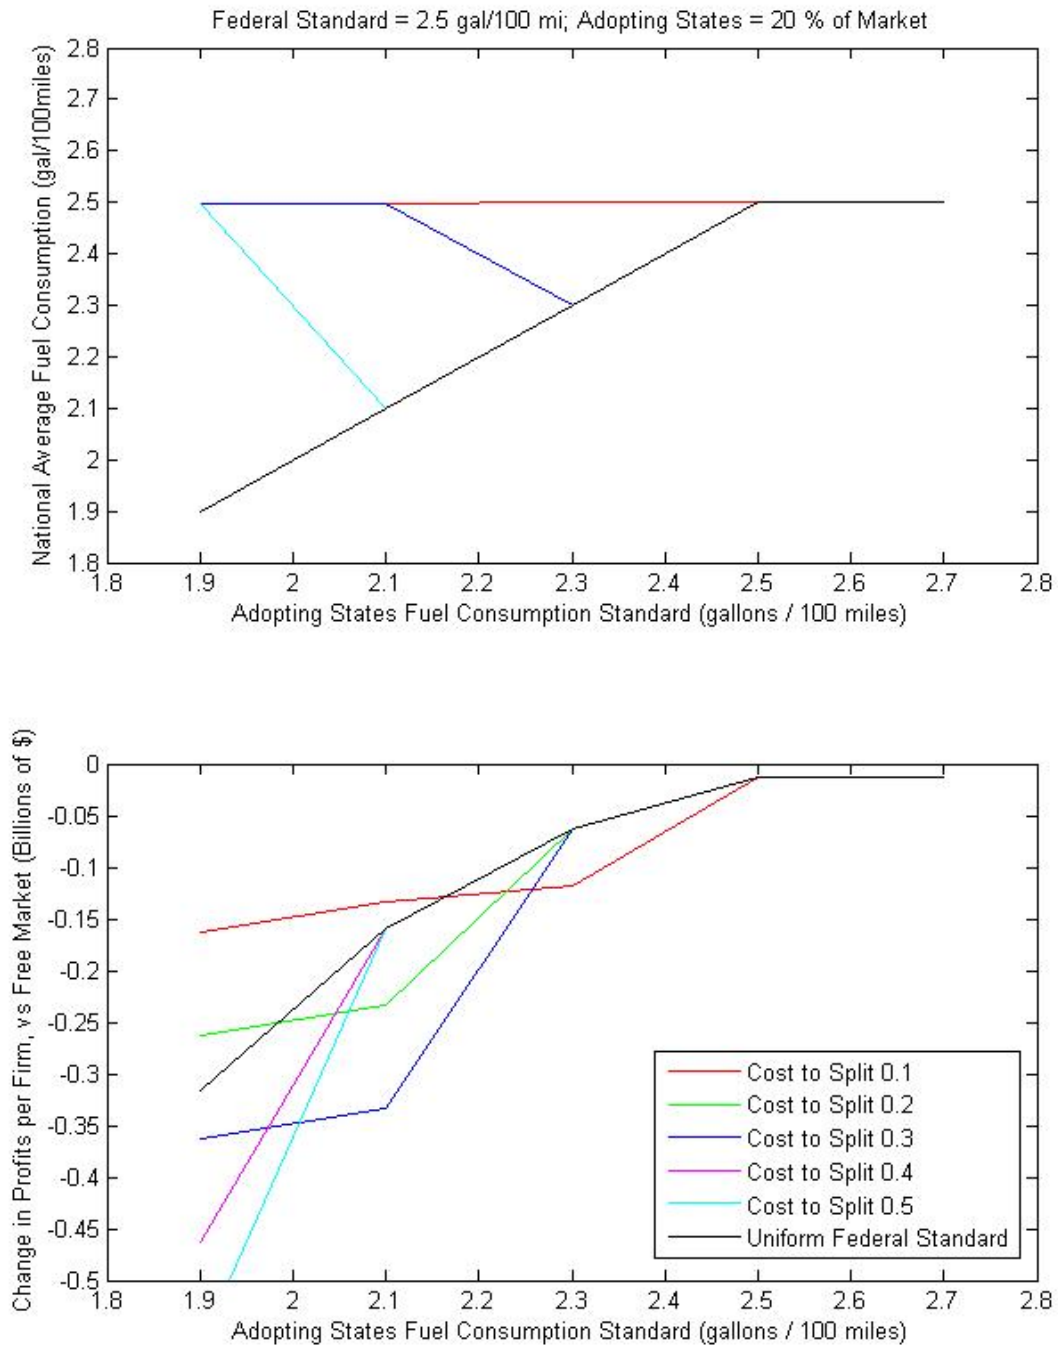 Federal Standard = 2.5 gal/100 mi; Adopting States = 20 % of Market
National Average Fuel Consumption (gal/100miles)
2.8
2.7
2.6
2.5
2.4
2.3
2.2
2.1
2
1.9
1.8
1.8 1.9 2 2.1 2.2 2.3 2.4 2.5 2.6 2.7 2.8
Adopting States Fuel Consumption Standard (gallons / 100 miles)
Change in Profits per Firm, vs Free Market (Billions of $)
0
-0.05
-0.1
-0.15
-0.2
-0.25
-0.3
-0.35
-0.4
-0.45
-0.5
Cost to Split 0.1
Cost to Split 0.2
Cost to Split 0.3
Cost to Split 0.4
Cost to Split 0.5
Uniform Federal Standard
1.8 1.9 2 2.1 2.2 2.3 2.4 2.5 2.6 2.7 2.8
Adopting States Fuel Consumption Standard (gallons / 100 miles)